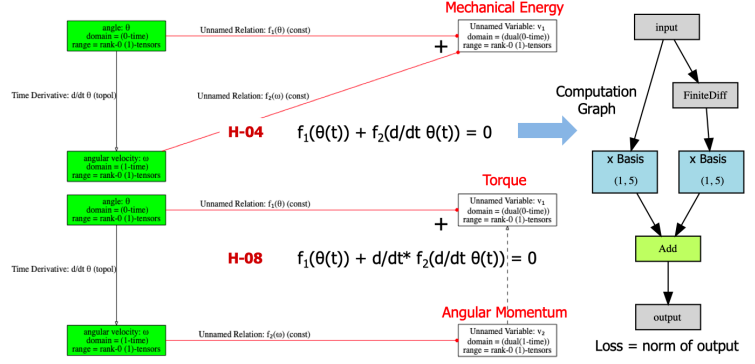 Mechanical Energy
angle: θ
domain = (0-time)
range = rank-0 (1)-tensors
Unnamed Relation: f₁(θ) (const)
Unnamed Variable: v₁
domain = (dual(0-time))
range = rank-0 (1)-tensors
+
Time Derivative: d/dt θ (topol)
Unnamed Relation: f₂(ω) (const)
H-04
f₁(θ(t)) + f₂(d/dt θ(t)) = 0
angular velocity: ω
domain = (1-time)
range = rank-0 (1)-tensors
Torque
angle: θ
domain = (0-time)
range = rank-0 (1)-tensors
Unnamed Relation: f₁(θ) (const)
Unnamed Variable: v₁
domain = (dual(0-time))
range = rank-0 (1)-tensors
+
Time Derivative: d/dt θ (topol)
H-08
f₁(θ(t)) + d/dt* f₂(d/dt θ(t)) = 0
Angular Momentum
angular velocity: ω
domain = (1-time)
range = rank-0 (1)-tensors
Unnamed Relation: f₂(ω) (const)
Unnamed Variable: v₂
domain = (dual(1-time))
range = rank-0 (1)-tensors
Computation
Graph
input
FiniteDiff
x Basis
(1, 5)
x Basis
(1, 5)
Add
output
Loss = norm of output